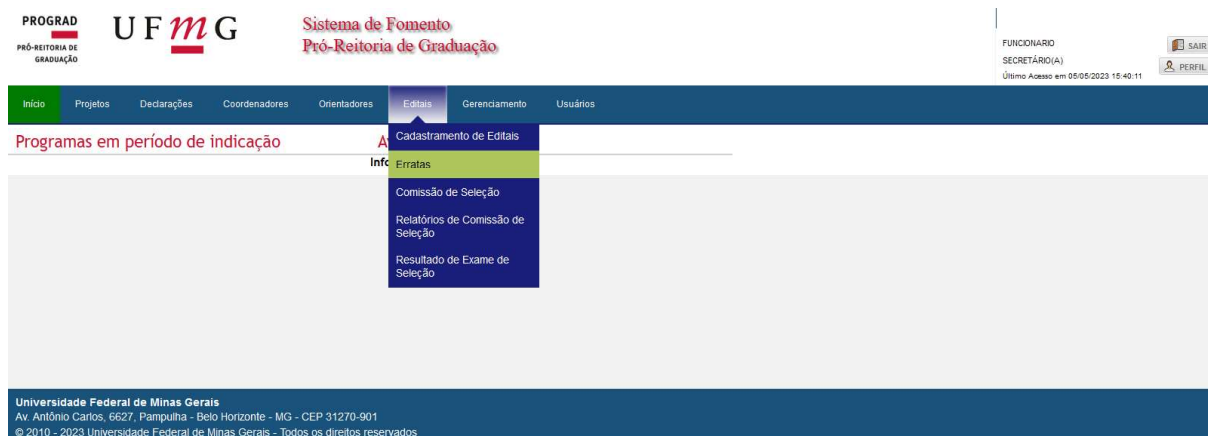 PROGRAD
PRÓ-REITORIA DE
GRADUAÇÃO
UFmG
Sistema de Fomento
Pró-Reitoria de Graduação
FUNCIONARIO
SECRETÁRIO(A)
Último Acesso em 05/05/2023 15:40:11
SAIR
PERFIL
Início Projetos Declarações Coordenadores Orientadores Editais Gerenciamento Usuários
Programas em período de indicação
Cadastramento de Editais
Erratas
Comissão de Seleção
Relatórios de Comissão de
Seleção
Resultado de Exame de
Seleção
Universidade Federal de Minas Gerais
Av. Antônio Carlos, 6627, Pampulha - Belo Horizonte - MG - CEP 31270-901
© 2010 - 2023 Universidade Federal de Minas Gerais - Todos os direitos reservados